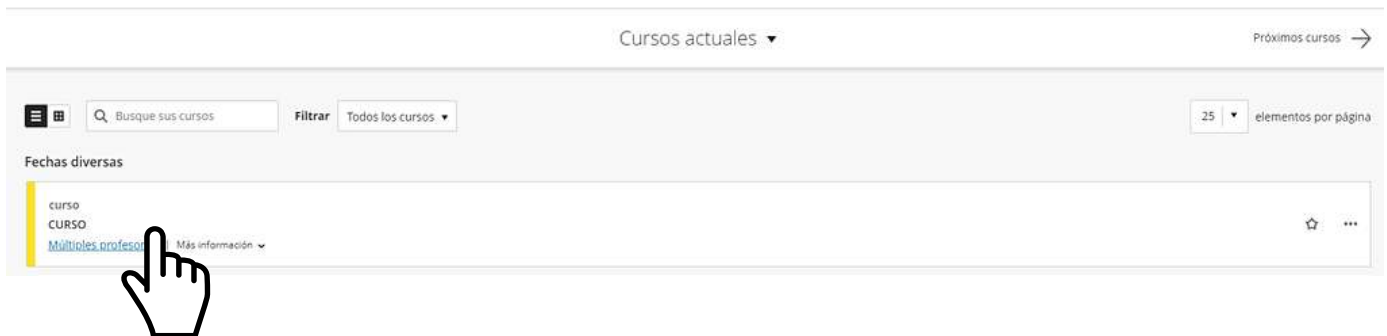 Cursos actuales
Próximos cursos
Busque sus cursos
Filtrar
Todos los cursos
25
elementos por página
Fechas diversas
curso
CURSO
Múltiples profesor | Más información